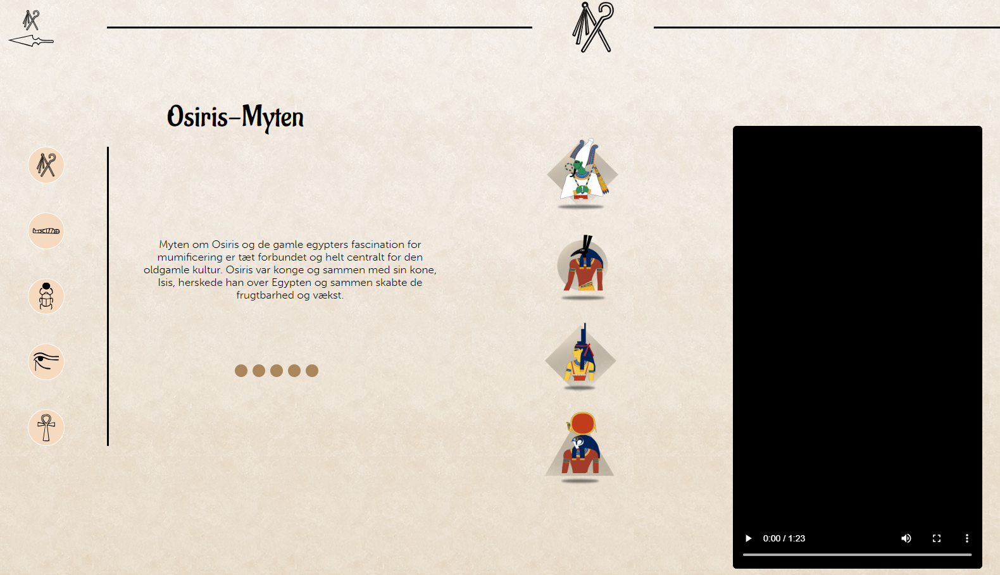 Osiris-Myten
Myten om Osiris og de gamle egypters fascination for
mumificering er tæt forbundet og helt centralt for den
oldgamle kultur. Osiris var konge og sammen med sin kone,
Isis, herskede han over Egypten og sammen skabte de
frugtbarhed og vækst.
0:00 / 1:23